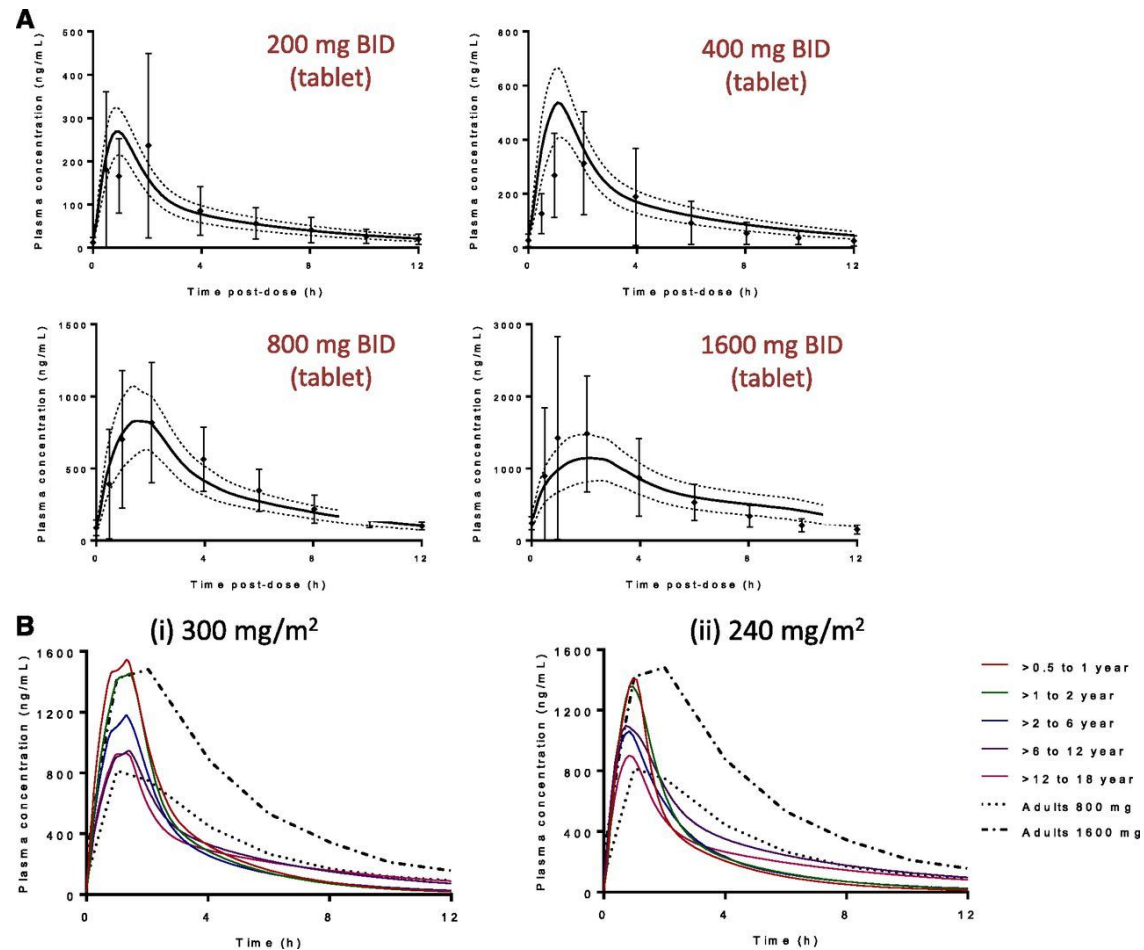 A
200 mg BID
(tablet)
Plasma concentration (ng/mL)
500
400
300
200
100
0
0 4 8 12
Time post-dose (h)
400 mg BID
(tablet)
Plasma concentration (ng/mL)
800
600
400
200
0
0 4 8 12
Time post-dose (h)
800 mg BID
(tablet)
Plasma concentration (ng/mL)
1500
1000
500
0
0 4 8 12
Time post-dose (h)
1600 mg BID
(tablet)
Plasma concentration (ng/mL)
3000
2000
1000
0
0 4 8 12
Time post-dose (h)
B
(i) 300 mg/m²
Plasma concentration (ng/mL)
1600
1200
800
400
0
0 4 8 12
Time (h)
(ii) 240 mg/m²
Plasma concentration (ng/mL)
1600
1200
800
400
0
0 4 8 12
Time (h)
>0.5 to 1 year
>1 to 2 year
>2 to 6 year
>6 to 12 year
>12 to 18 year
Adults 800 mg
Adults 1600 mg